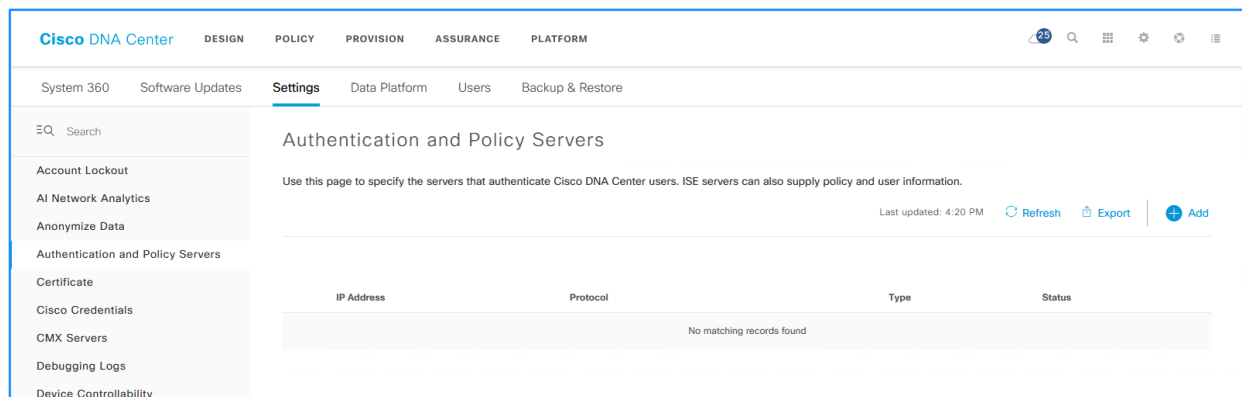 Cisco DNA Center DESIGN POLICY PROVISION ASSURANCE PLATFORM 25
System 360 Software Updates Settings Data Platform Users Backup & Restore
Search
Account Lockout
AI Network Analytics
Anonymize Data
Authentication and Policy Servers
Certificate
Cisco Credentials
CMX Servers
Debugging Logs
Device Controllability
Authentication and Policy Servers
Use this page to specify the servers that authenticate Cisco DNA Center users. ISE servers can also supply policy and user information.
Last updated: 4:20 PM Refresh Export Add
IP Address Protocol Type Status
No matching records found